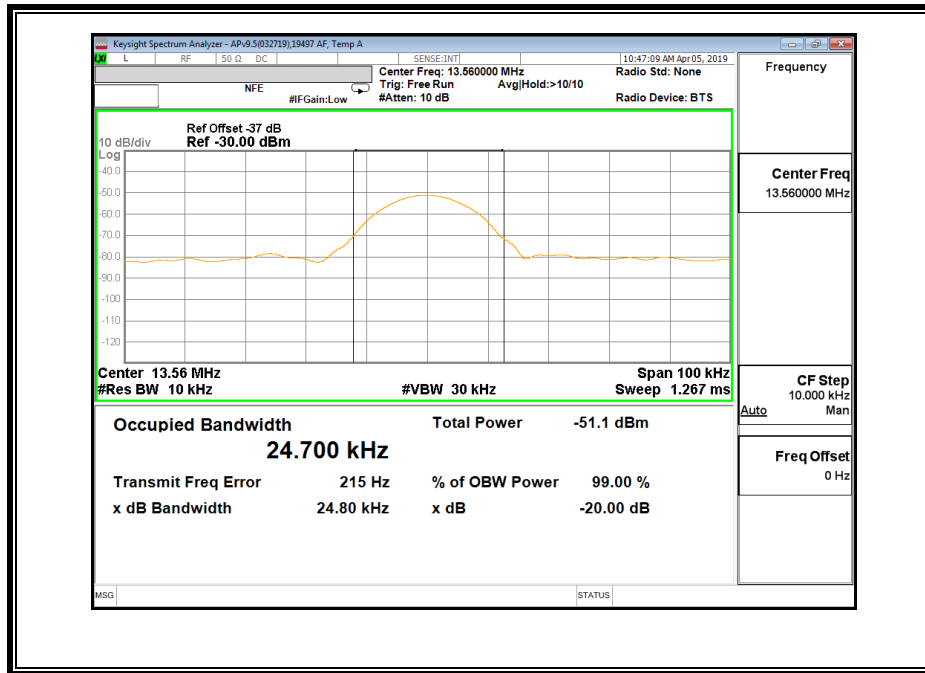 Keysight Spectrum Analyzer - APv9.5(032719),19497 AF, Temp A
LXI L RF 50 Ω DC SENSE:INT 10:47:09 AM Apr 05, 2019
Center Freq: 13.560000 MHz Radio Std: None
NFE Trig: Free Run Avg|Hold:>10/10
#IFGain:Low #Atten: 10 dB Radio Device: BTS
Ref Offset -37 dB
10 dB/div Ref -30.00 dBm
Log
-40.0
-50.0
-60.0
-70.0
-80.0
-90.0
-100
-110
-120
Center 13.56 MHz Span 100 kHz
#Res BW 10 kHz #VBW 30 kHz Sweep 1.267 ms
Occupied Bandwidth Total Power -51.1 dBm
24.700 kHz
Transmit Freq Error 215 Hz % of OBW Power 99.00 %
x dB Bandwidth 24.80 kHz x dB -20.00 dB
MSG STATUS
Frequency
Center Freq
13.560000 MHz
CF Step
10.000 kHz
Auto Man
Freq Offset
0 Hz